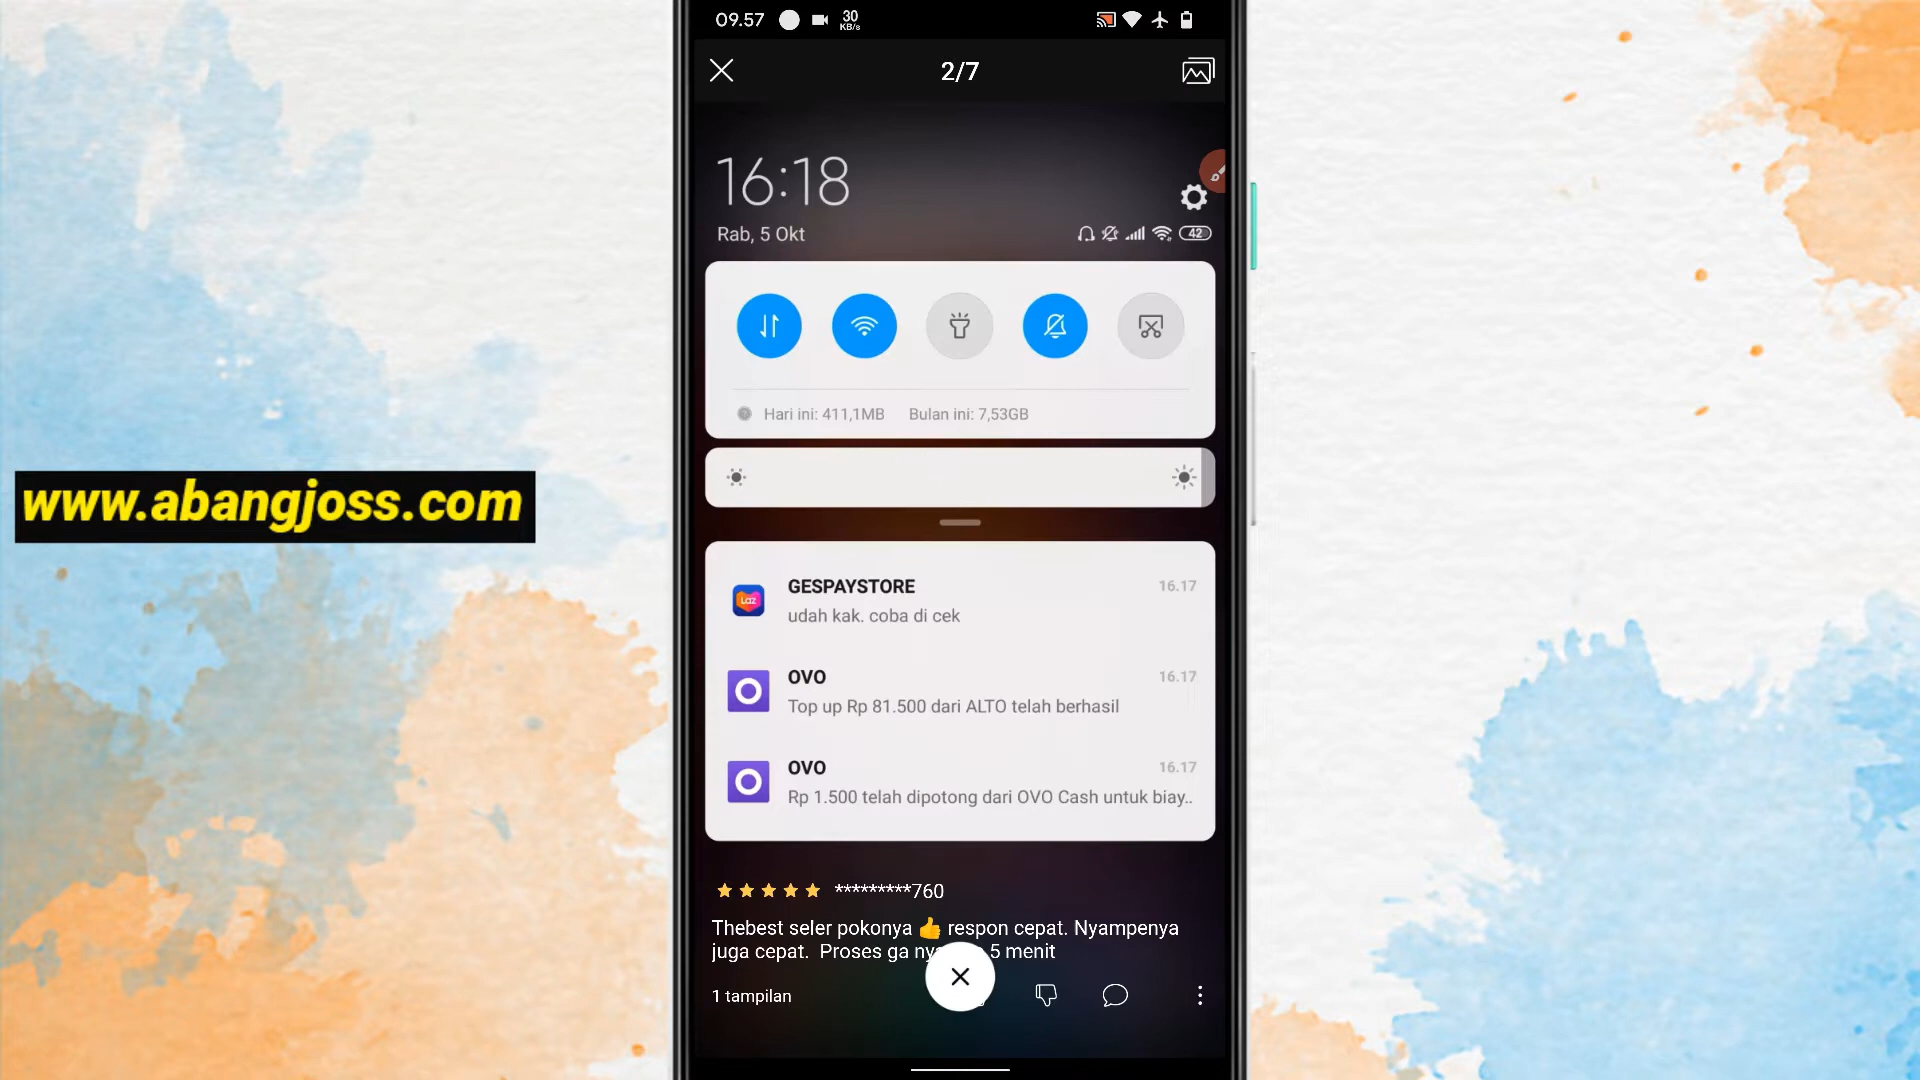 09.57
30
KB/s
2/7
16:18
Rab, 5 Okt
42
Hari ini: 411,1MB Bulan ini: 7,53GB
www.abangjoss.com
Laz
GESPAYSTORE 16.17
udah kak. coba di cek
OVO 16.17
Top up Rp 81.500 dari ALTO telah berhasil
OVO 16.17
Rp 1.500 telah dipotong dari OVO Cash untuk biay..
*********760
Thebest seler pokonya 👍 respon cepat. Nyampenya
juga cepat. Proses ga 5 menit
1 tampilan